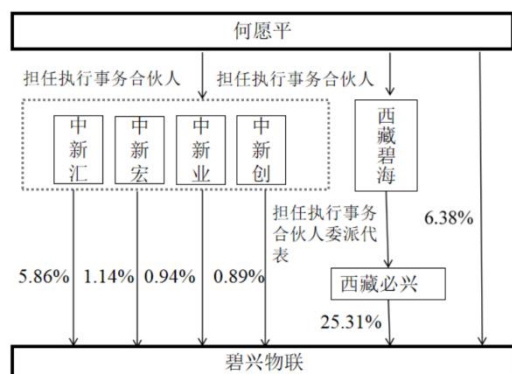 何愿平
担任执行事务合伙人
担任执行事务合伙人
中新汇
中新宏
中新业
中新创
西藏碧海
担任执行事务
合伙人委派代
表
6.38%
5.86%
1.14%
0.94%
0.89%
西藏必兴
25.31%
碧兴物联